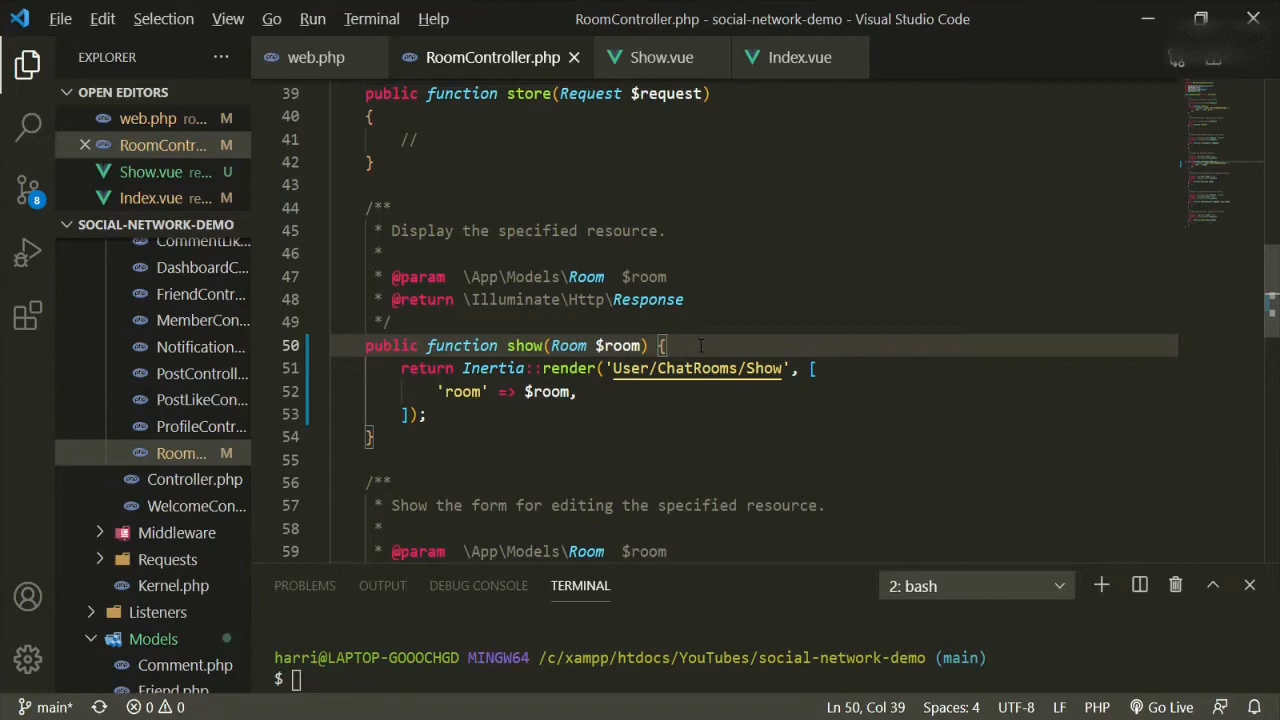 File Edit Selection View Go Run Terminal Help RoomController.php - social-network-demo - Visual Studio Code
EXPLORER ··· web.php RoomController.php Show.vue Index.vue
OPEN EDITORS
web.php ro... M
RoomContr... M
Show.vue re... U
Index.vue re... M
SOCIAL-NETWORK-DEMO
CommentLik...
DashboardC...
FriendContr...
MemberCon...
Notification...
PostControl...
PostLikeCon...
ProfileContr...
Room... M
Controller.php
WelcomeCon...
Middleware
Requests
Kernel.php
Listeners
Models
Comment.php
Friend.php
8
39 public function store(Request $request)
40 {
41 //
42 }
43
44 /**
45 * Display the specified resource.
46 *
47 * @param \App\Models\Room $room
48 * @return \Illuminate\Http\Response
49 */
50 public function show(Room $room) {
51 return Inertia::render('User/ChatRooms/Show', [
52 'room' => $room,
53 ]);
54 }
55
56 /**
57 * Show the form for editing the specified resource.
58 *
59 * @param \App\Models\Room $room
PROBLEMS OUTPUT DEBUG CONSOLE TERMINAL 2: bash
harri@LAPTOP-GOOOCHGD MINGW64 /c/xampp/htdocs/YouTubes/social-network-demo (main)
$
main* 0 0 Ln 50, Col 39 Spaces: 4 UTF-8 LF PHP Go Live